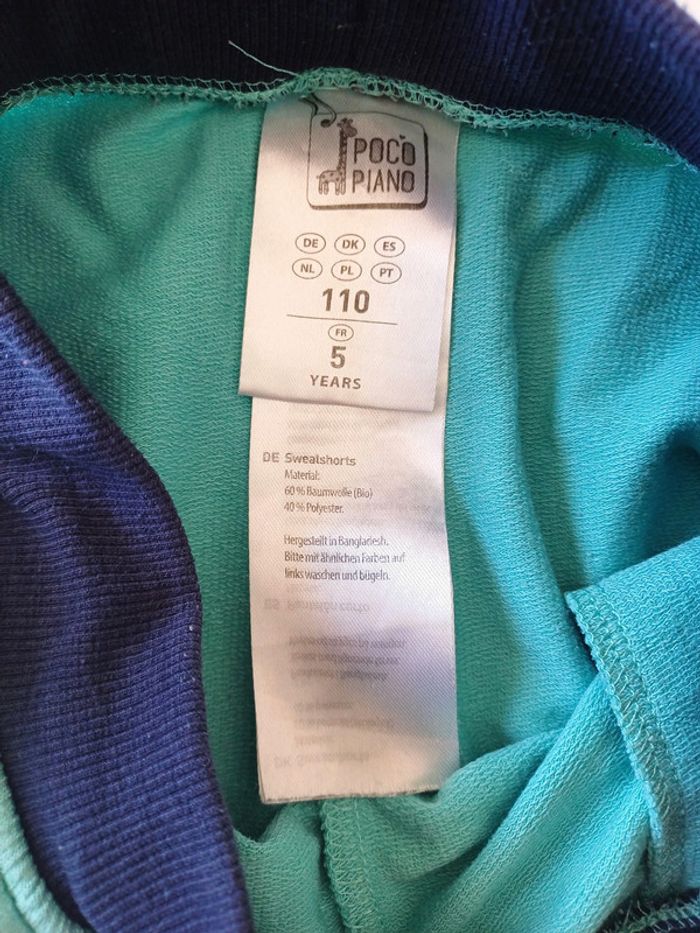 POCO
PIANO
DE DK ES
NL PL PT
110
FR
5
YEARS
DE Sweatshorts
Material:
60 % Baumwolle (Bio)
40 % Polyester.
Hergestellt in Bangladesh.
Bitte mit ähnlichen Farben auf
links waschen und bügeln.